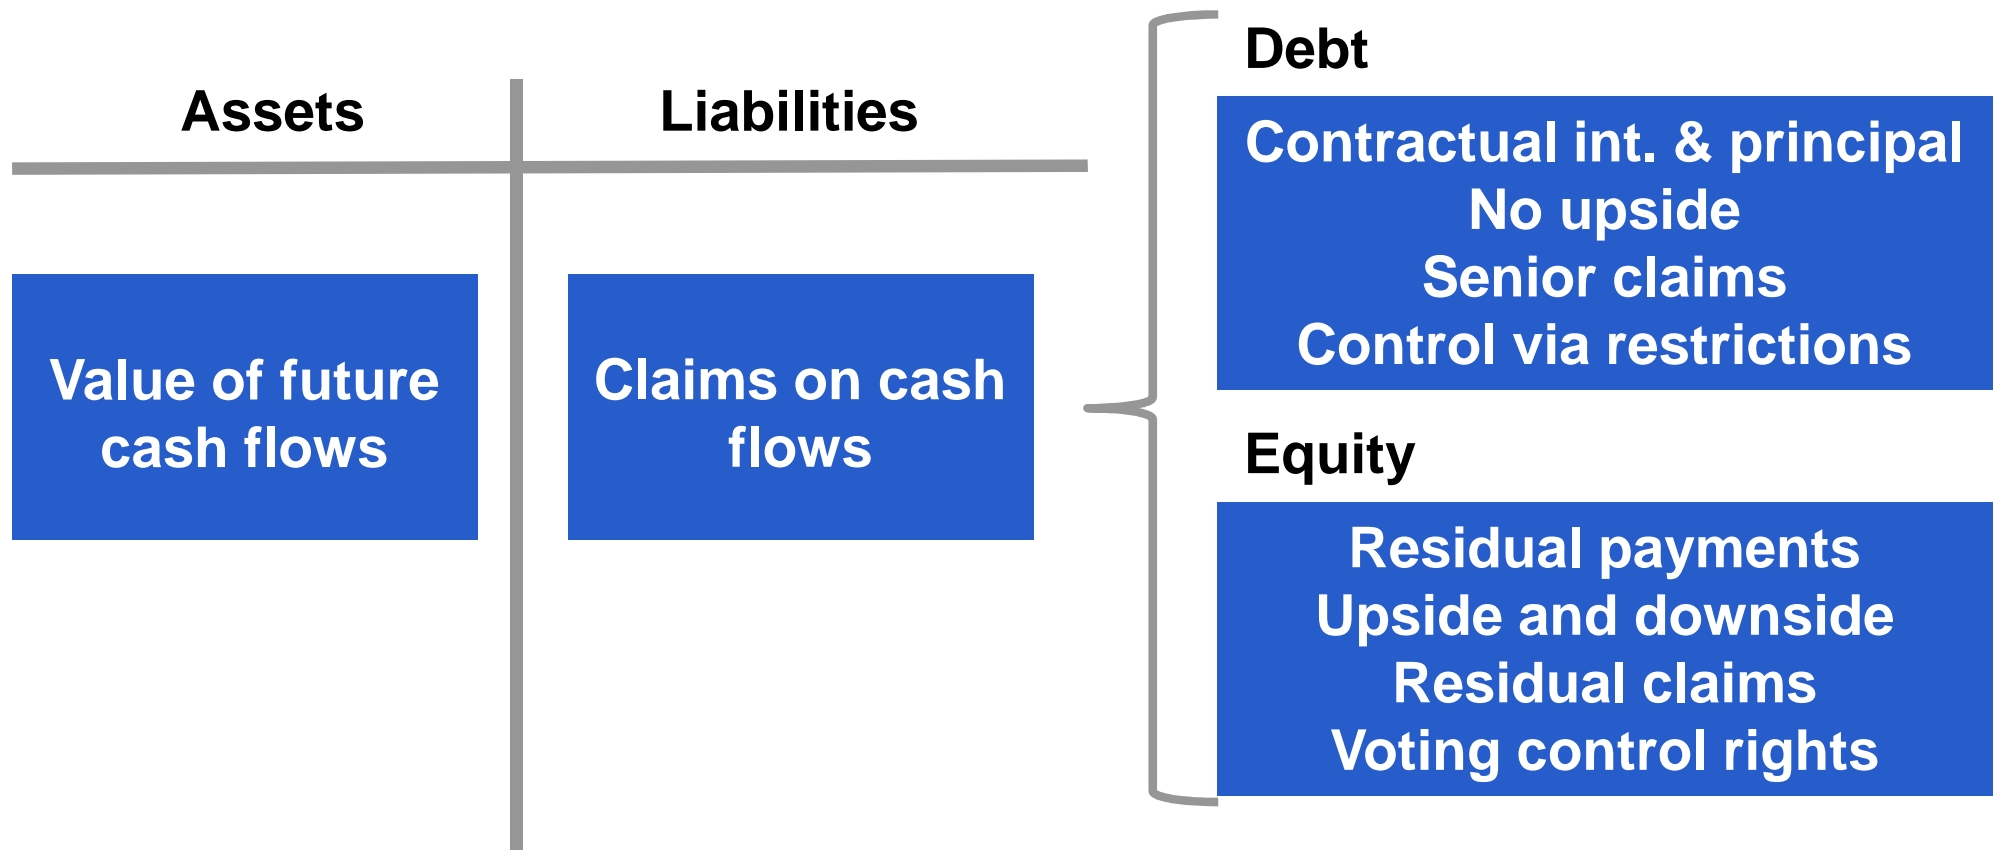 Assets
Liabilities
Value of future
cash flows
Claims on cash
flows
Debt
Contractual int. & principal
No upside
Senior claims
Control via restrictions
Equity
Residual payments
Upside and downside
Residual claims
Voting control rights